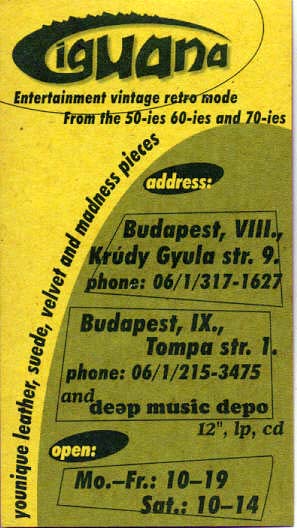 iguana
Entertainment vintage retro mode
From the 50-ies 60-ies and 70-ies
younique leather, suede, velvet and madness pieces
address:
Budapest, VIII.,
Krúdy Gyula str. 9.
phone: 06/1/317-1627
Budapest, IX.,
Tompa str. 1.
phone: 06/1/215-3475
and
deəp music depo
12", lp, cd
open:
Mo.–Fr.: 10–19
Sat.: 10–14